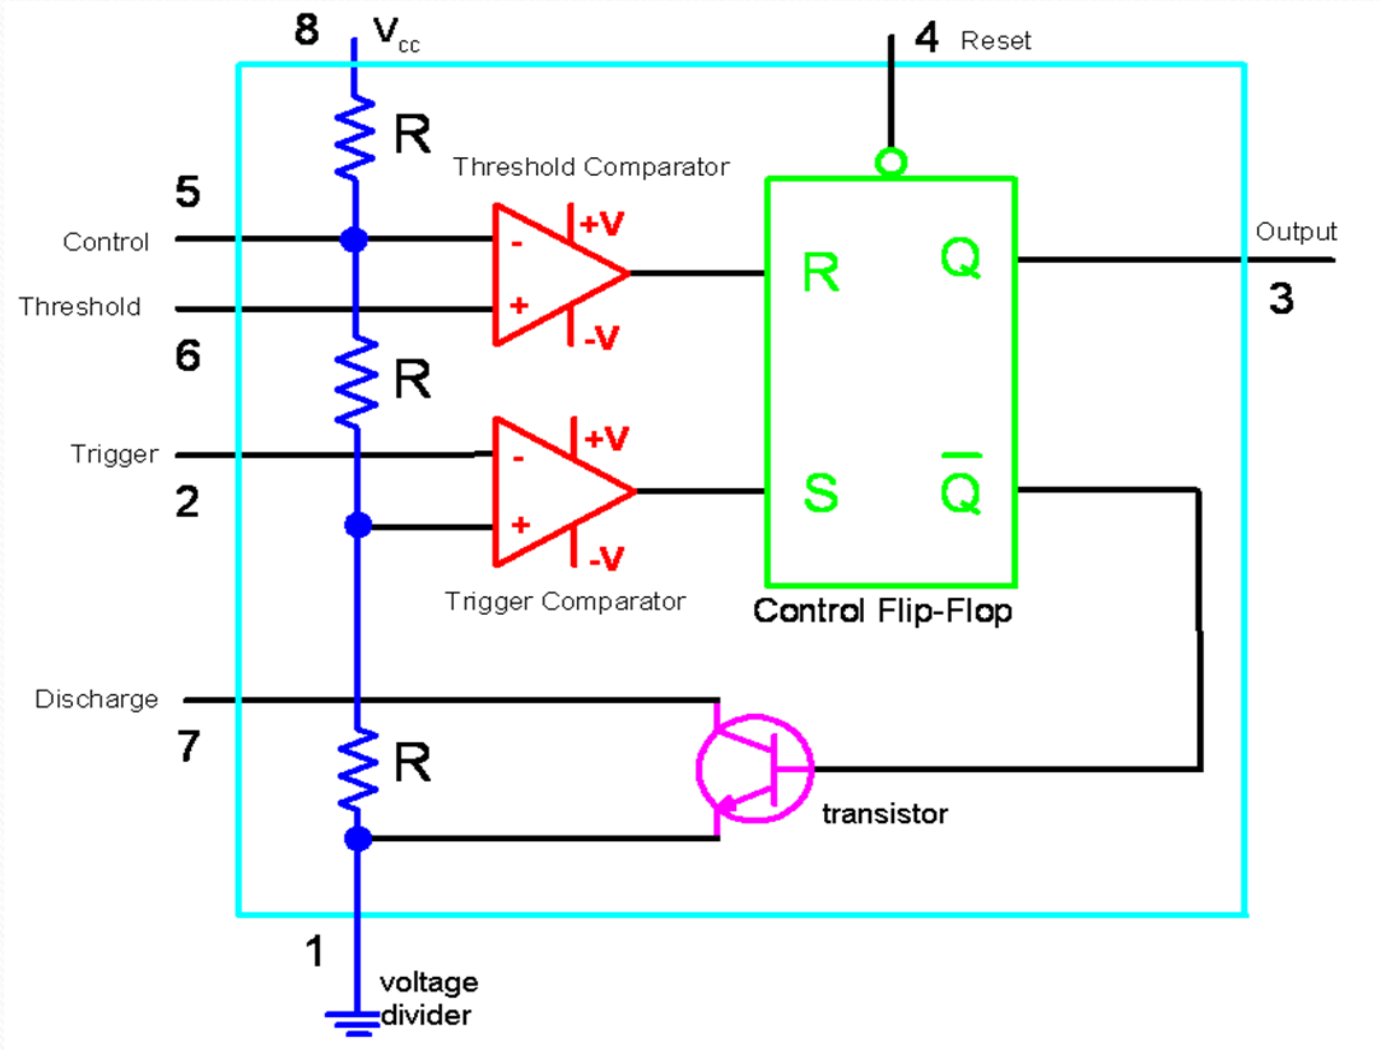 8 Vcc
4 Reset
R
Threshold Comparator
5
+V
Control
-
Output
R
Q
Threshold
+
3
-V
6
R
+V
Trigger
-
2
S
Q̅
+
-V
Trigger Comparator
Control Flip-Flop
Discharge
7
R
transistor
1
voltage
divider